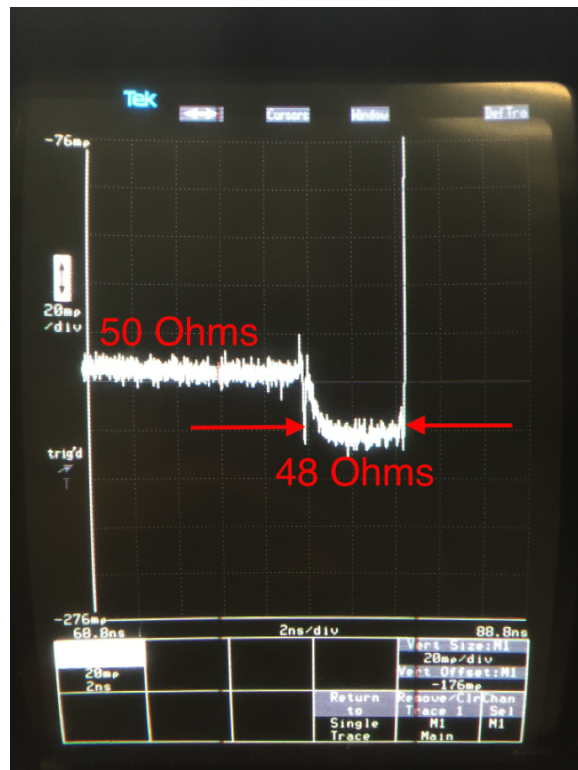 Tek
Cursors Window DefTra
-76mρ
20mρ
/div
50 Ohms
48 Ohms
trig'd
T
-276mρ
68.8ns 2ns/div 88.8ns
Vert Size:M1
20mρ/div
20mρ
2ns
Vert Offset:M1
-176mρ
Return
to
Single
Trace
Remove/Clr
Trace 1
M1
Main
Chan
Sel
M1